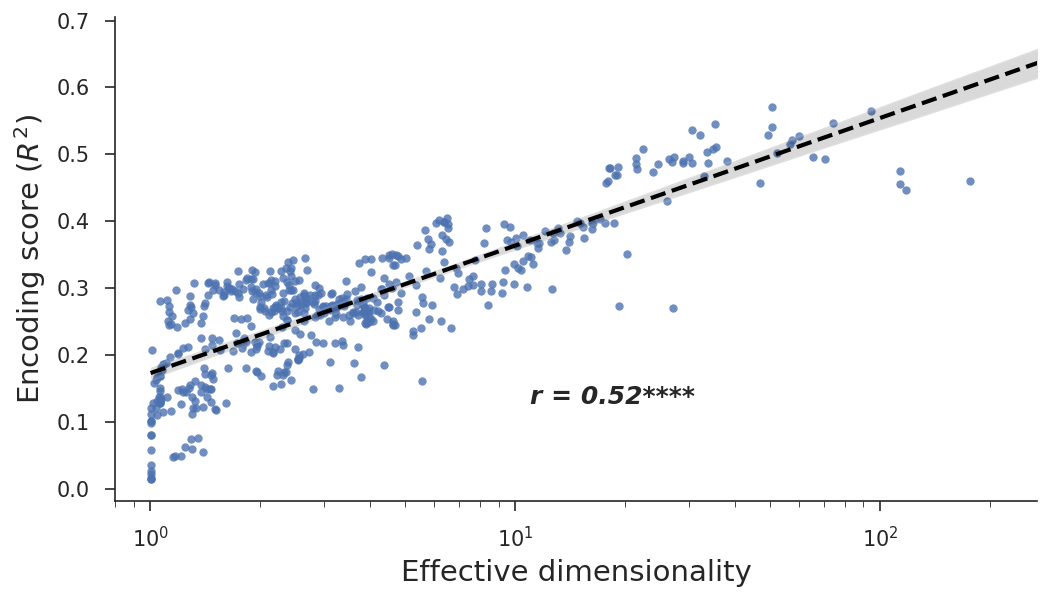 0.7
0.6
0.5
0.4
0.3
0.2
0.1
0.0
Encoding score (R²)
r = 0.52****
10⁰ 10¹ 10²
Effective dimensionality